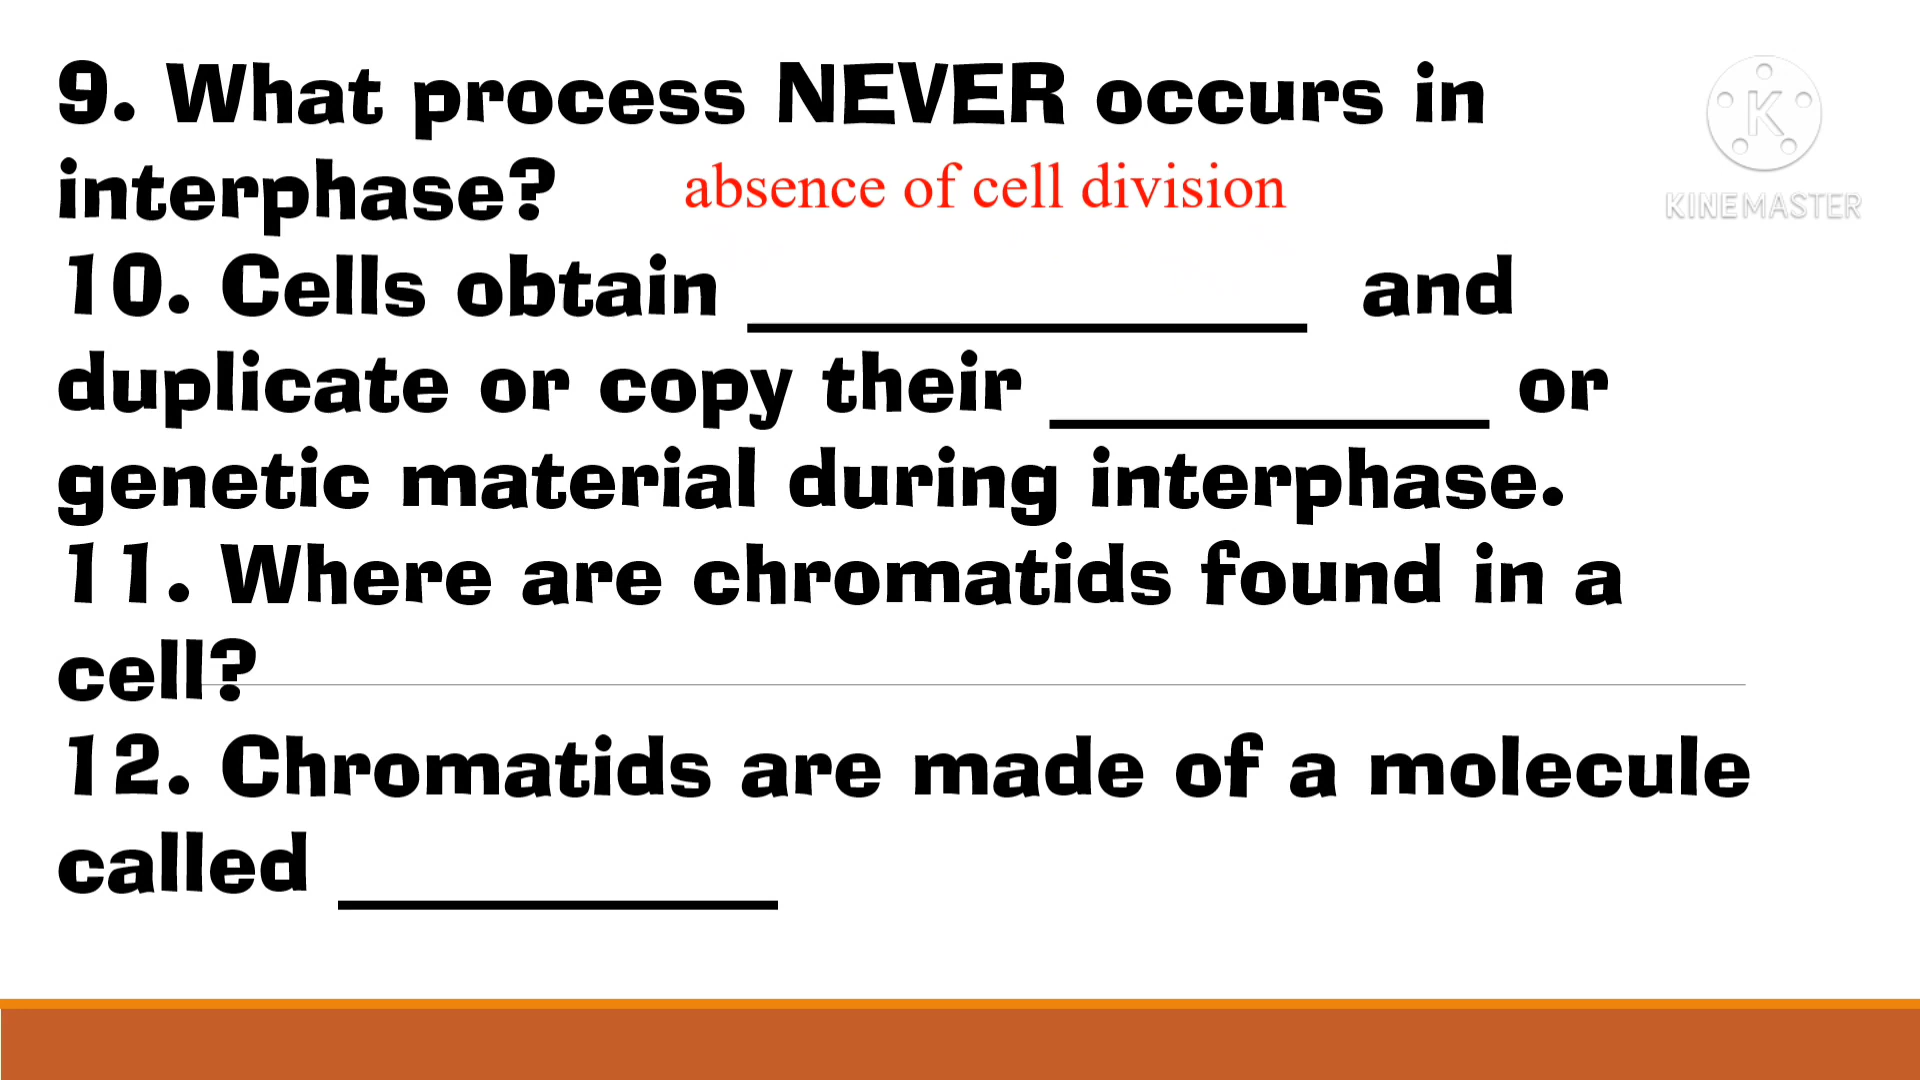 9. What process NEVER occurs in
interphase? absence of cell division
10. Cells obtain ______________ and
duplicate or copy their ___________ or
genetic material during interphase.
11. Where are chromatids found in a
cell?
12. Chromatids are made of a molecule
called ___________
KINEMASTER